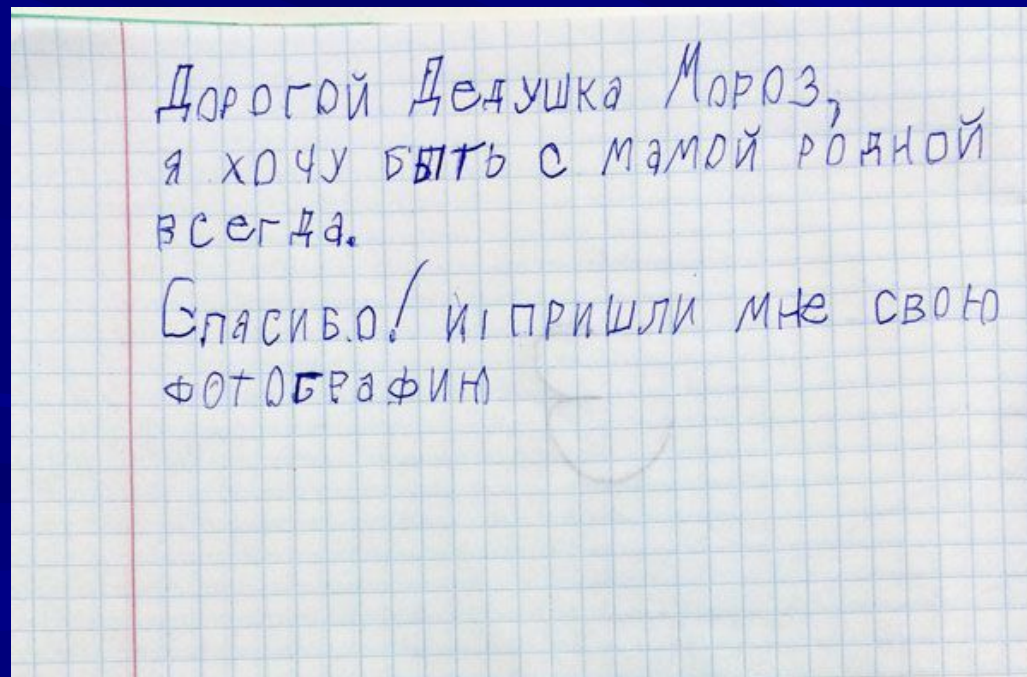 Дорогой Дедушка Мороз,
я хочу быть с мамой родной
всегда.
Спасибо! и пришли мне свою
фотографию